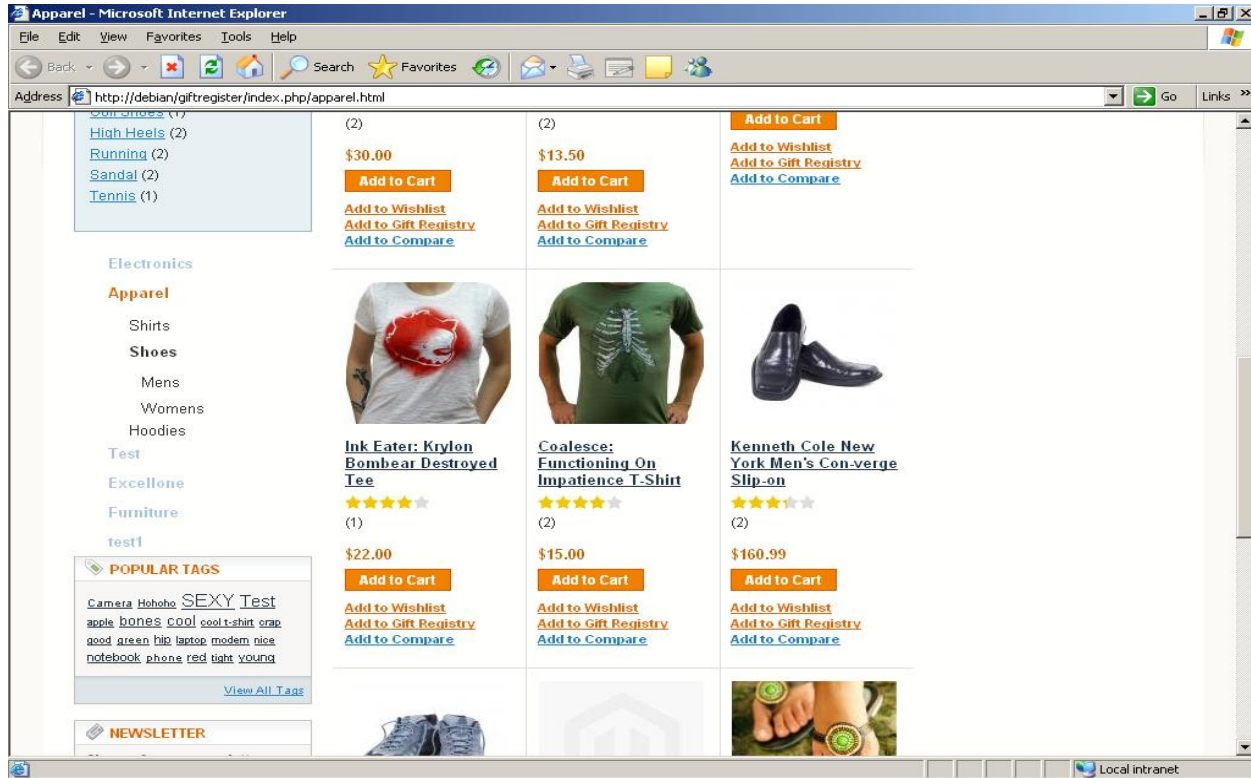 Apparel - Microsoft Internet Explorer
File Edit View Favorites Tools Help
Back Search Favorites
Address http://debian/giftregister/index.php/apparel.html Go Links »
High Heels (2)
Running (2)
Sandal (2)
Tennis (1)
Electronics
Apparel
Shirts
Shoes
Mens
Womens
Hoodies
Test
Excellone
Furniture
test1
POPULAR TAGS
Camera Hohoho SEXY Test
apple bones cool cool t-shirt crap
good green hip laptop modem nice
notebook phone red tight young
View All Tags
NEWSLETTER
(2)
$30.00
Add to Cart
Add to Wishlist
Add to Gift Registry
Add to Compare
(2)
$13.50
Add to Cart
Add to Wishlist
Add to Gift Registry
Add to Compare
Add to Cart
Add to Wishlist
Add to Gift Registry
Add to Compare
Ink Eater: Krylon
Bombear Destroyed
Tee
(1)
$22.00
Add to Cart
Add to Wishlist
Add to Gift Registry
Add to Compare
Coalesce:
Functioning On
Impatience T-Shirt
(2)
$15.00
Add to Cart
Add to Wishlist
Add to Gift Registry
Add to Compare
Kenneth Cole New
York Men's Con-verge
Slip-on
(2)
$160.99
Add to Cart
Add to Wishlist
Add to Gift Registry
Add to Compare
Local intranet